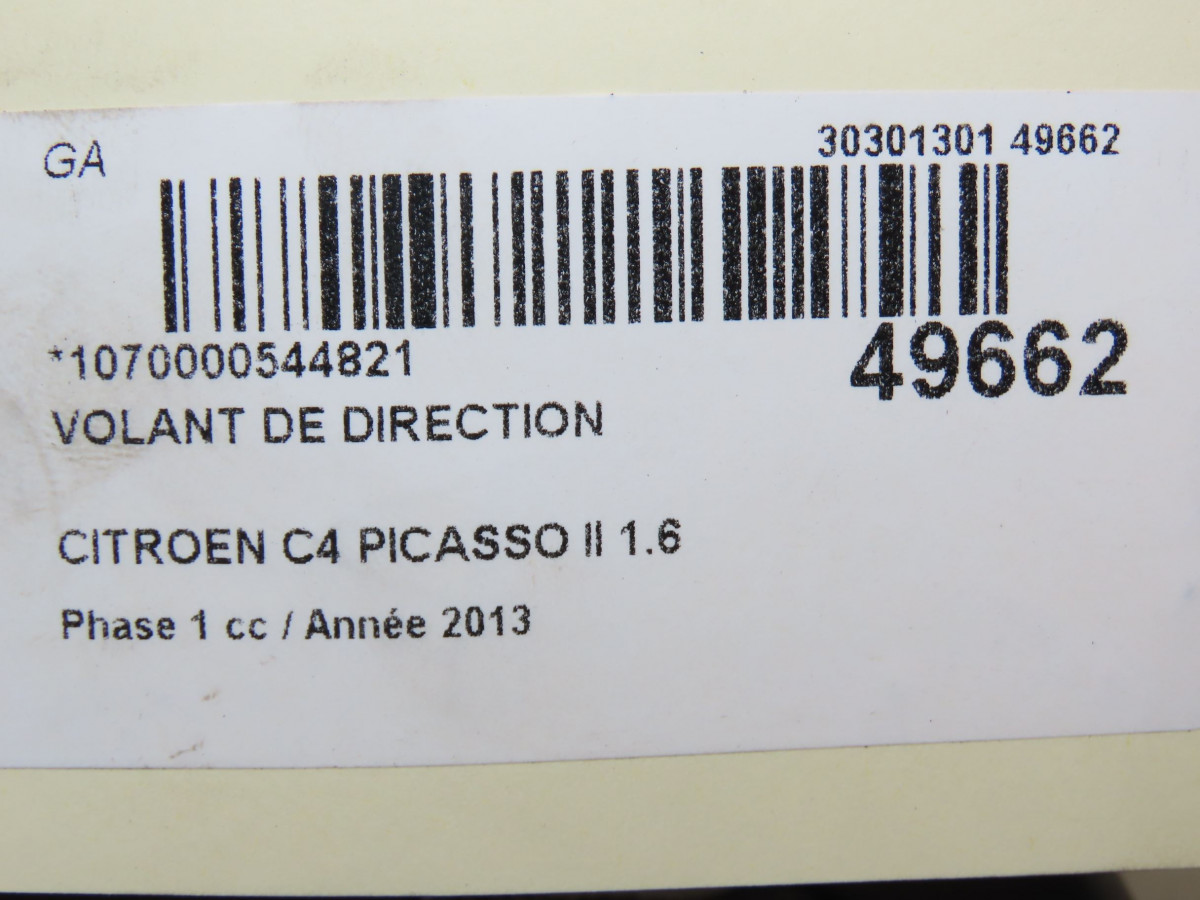 GA
30301301 49662
*1070000544821
49662
VOLANT DE DIRECTION
CITROEN C4 PICASSO II 1.6
Phase 1 cc / Année 2013